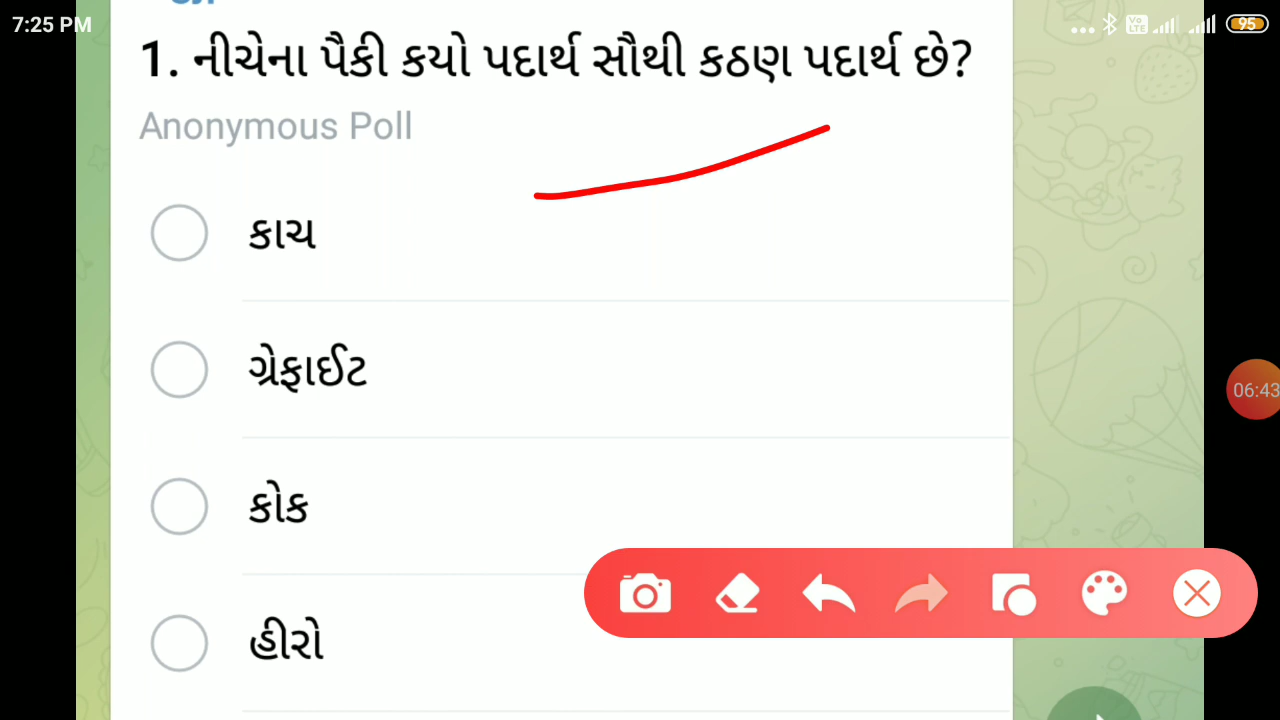 7:25 PM
95
1. નીચેના પૈકી કયો પદાર્થ સૌથી કઠણ પદાર્થ છે?
Anonymous Poll
કાચ
ગ્રેફાઈટ
06:43
કોક
હીરો